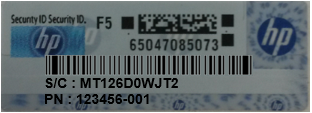 Security ID Security ID. F5
hp hp
65047085073
S/C : MT126D0WJT2
PN : 123456-001